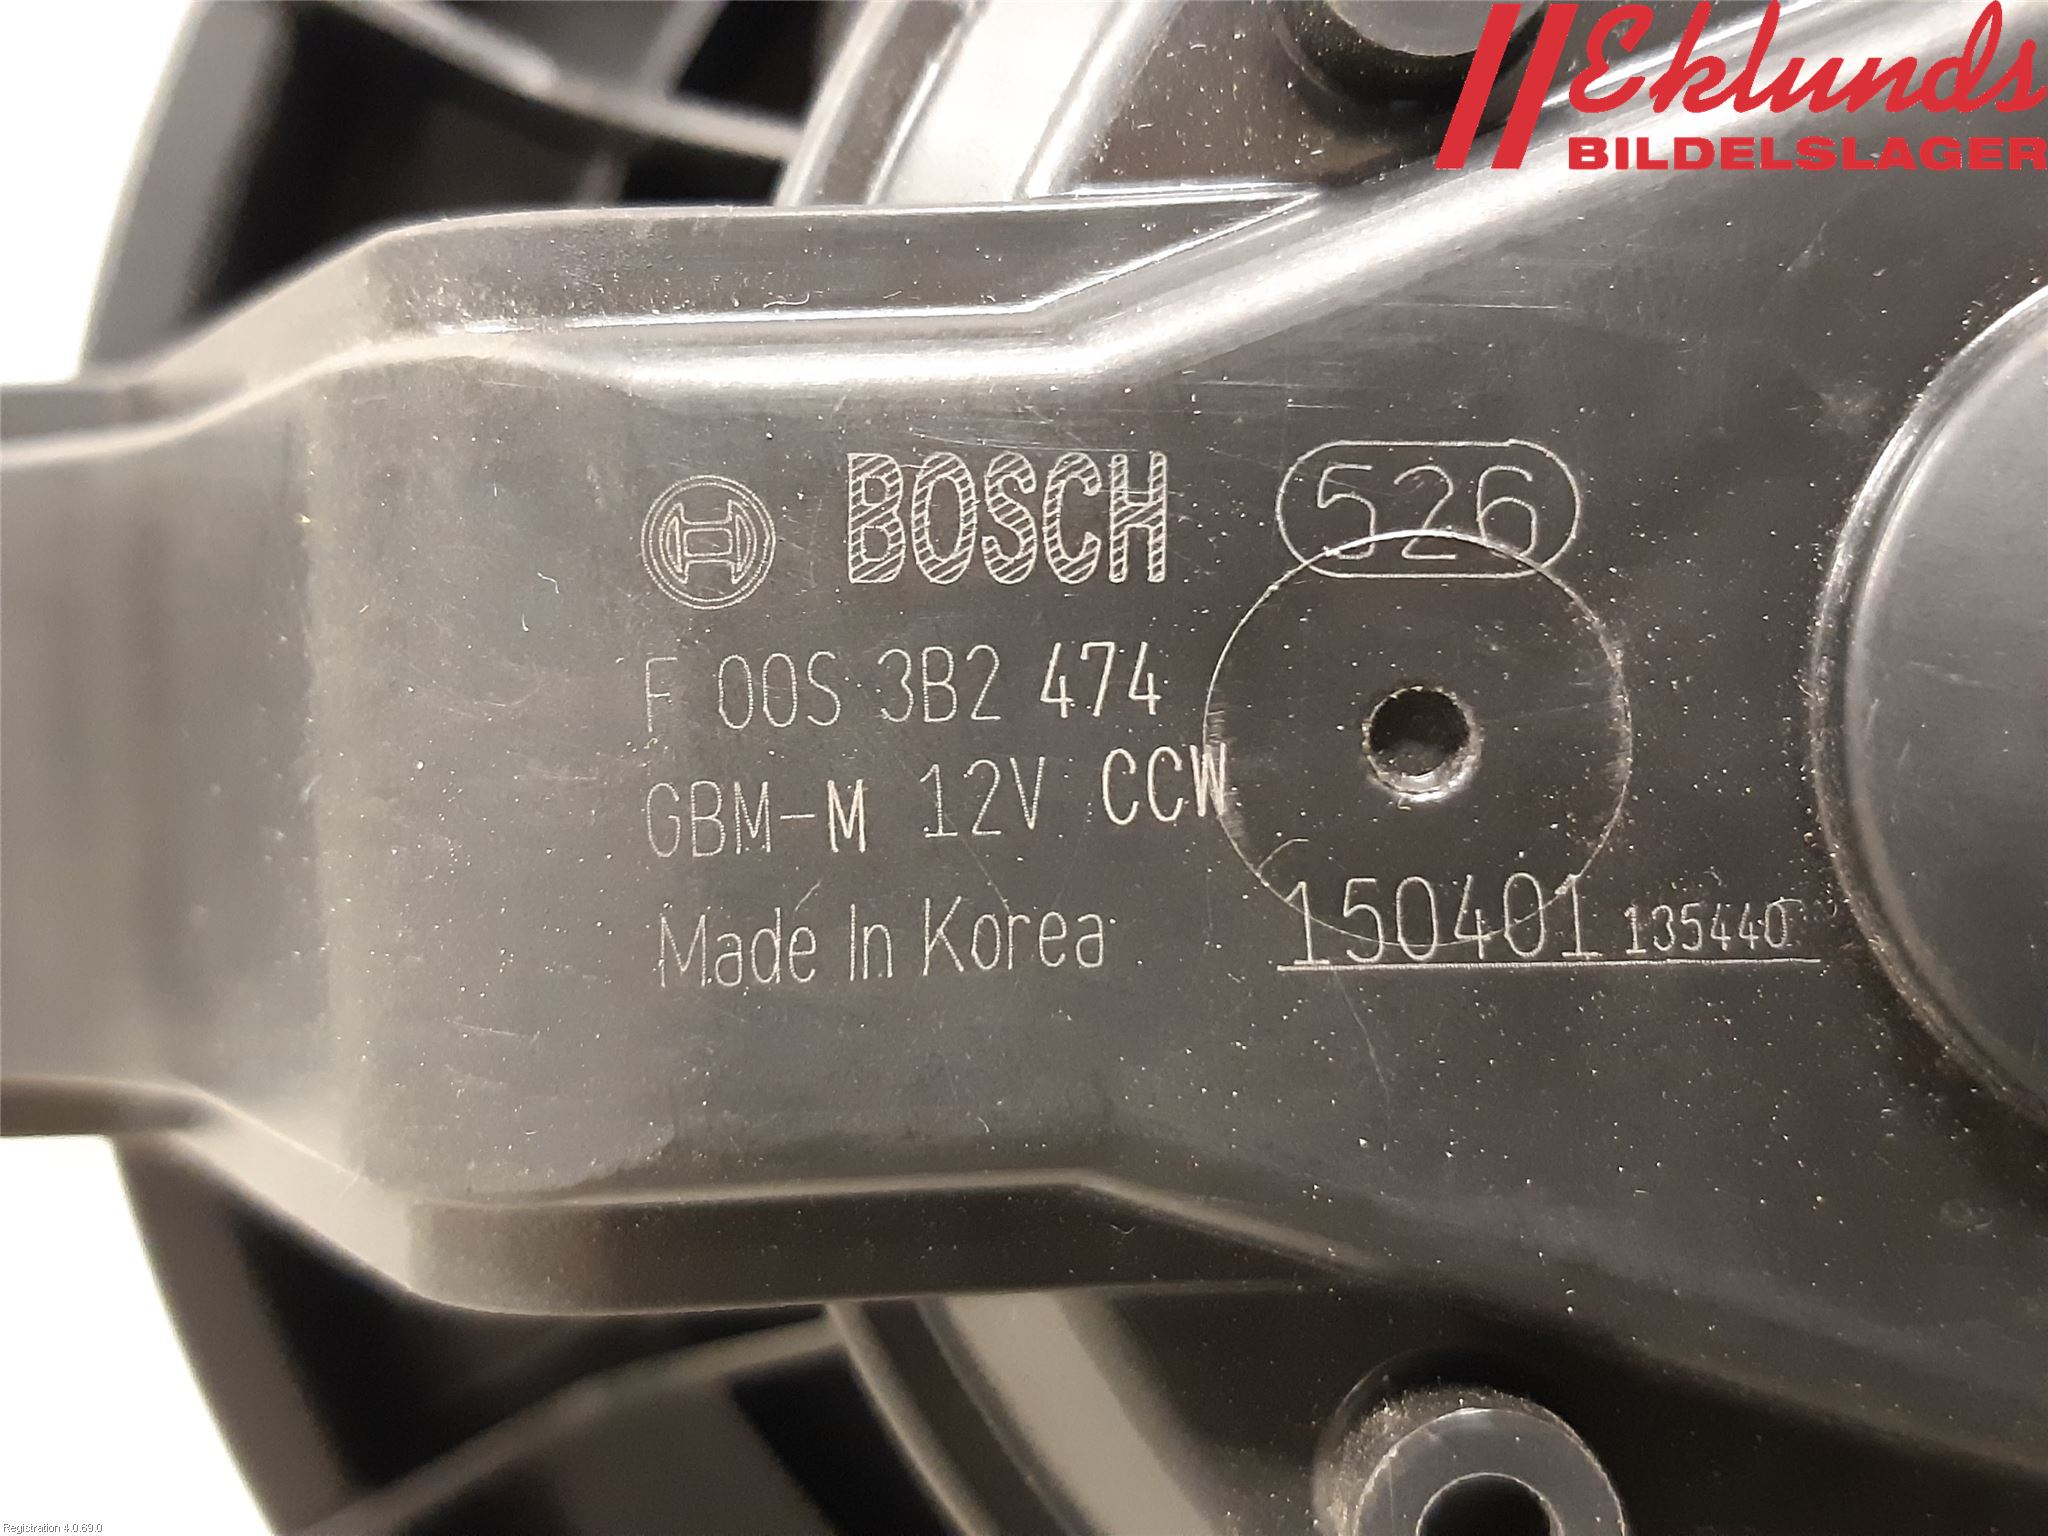 Eklunds
BILDELSLAGER
BOSCH 526
F 00S 3B2 474
GBM-M 12V CCW
Made In Korea
150401 135440
Registration 4.0.69.0